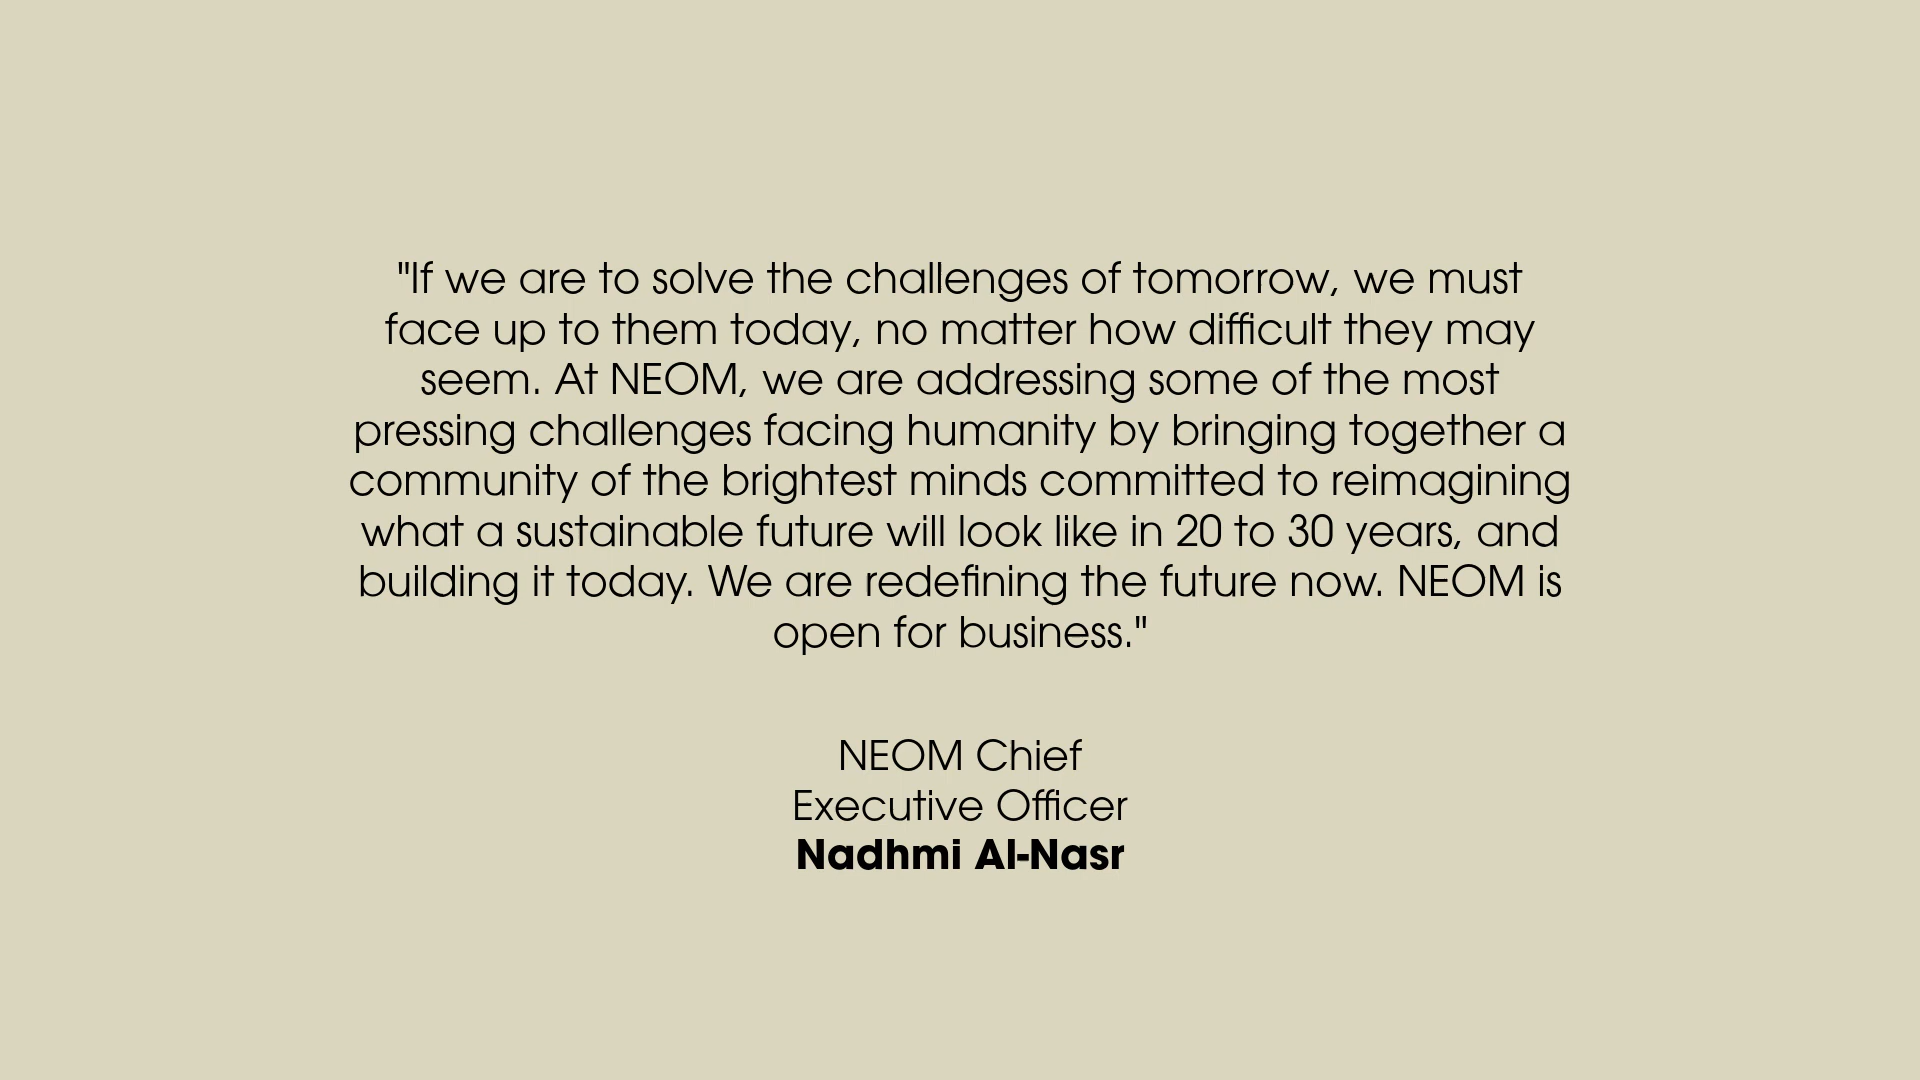 "If we are to solve the challenges of tomorrow, we must
face up to them today, no matter how difficult they may
seem. At NEOM, we are addressing some of the most
pressing challenges facing humanity by bringing together a
community of the brightest minds committed to reimagining
what a sustainable future will look like in 20 to 30 years, and
building it today. We are redefining the future now. NEOM is
open for business."
NEOM Chief
Executive Officer
Nadhmi Al-Nasr